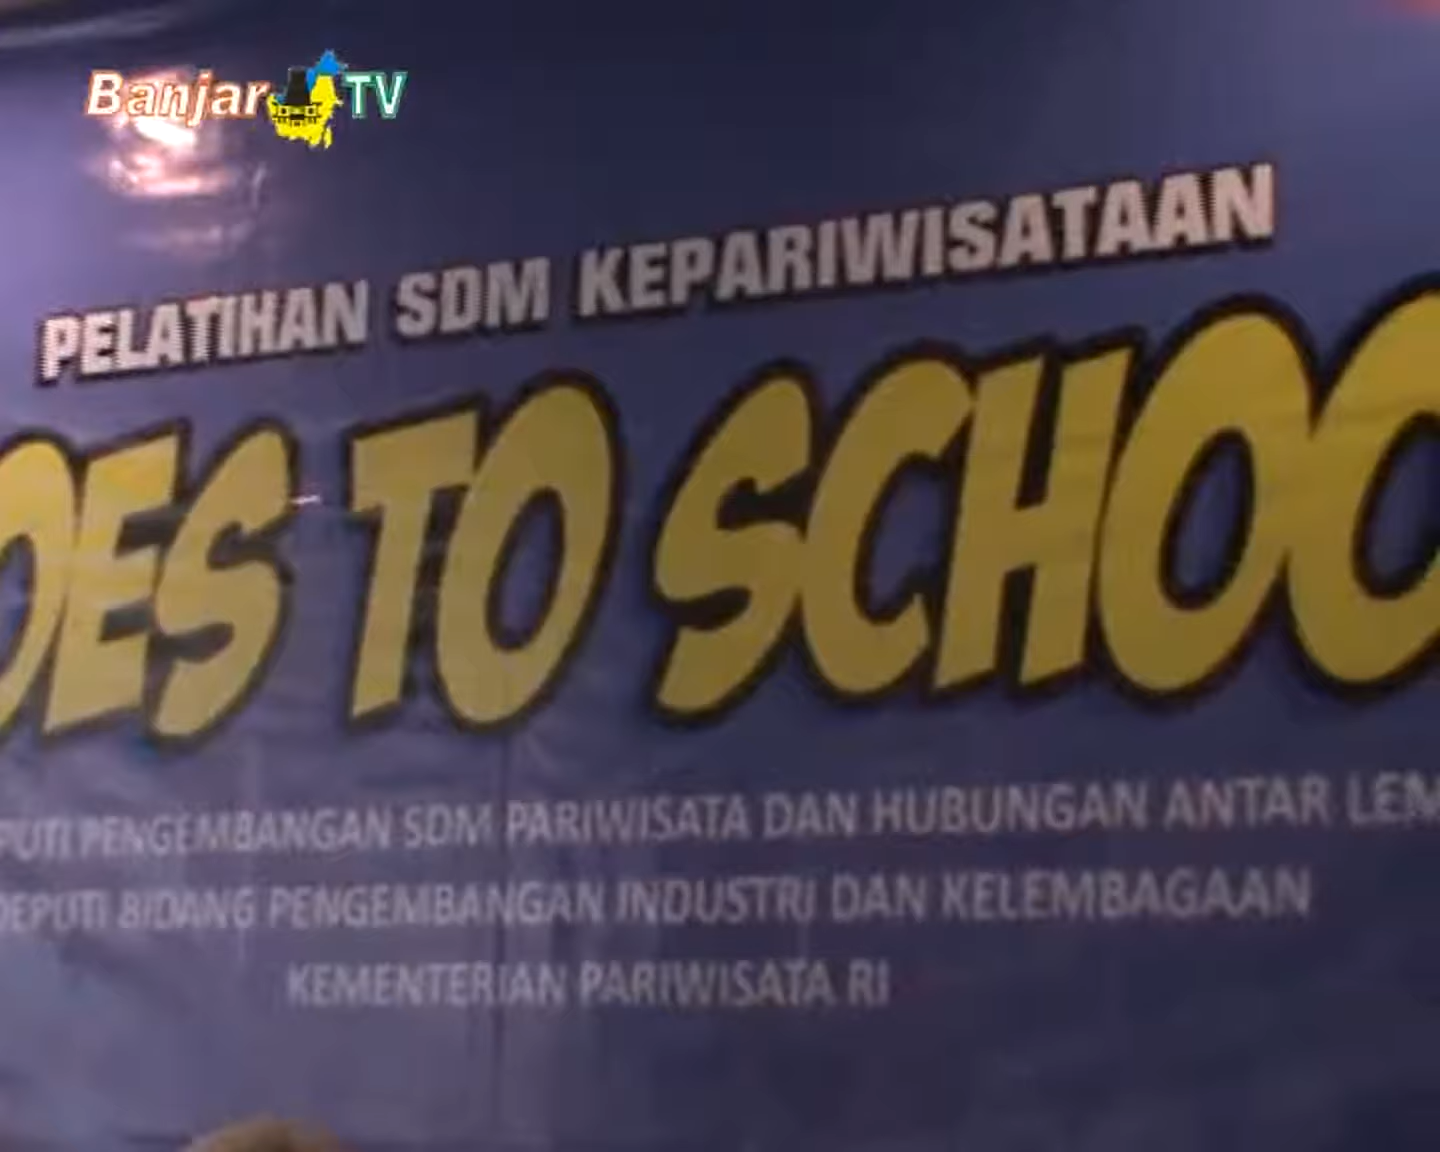 Banjar TV
PELATIHAN SDM KEPARIWISATAAN
OES TO SCHOO
PUTI PENGEMBANGAN SDM PARIWISATA DAN HUBUNGAN ANTAR LEM
DEPUTI BIDANG PENGEMBANGAN INDUSTRI DAN KELEMBAGAAN
KEMENTERIAN PARIWISATA RI